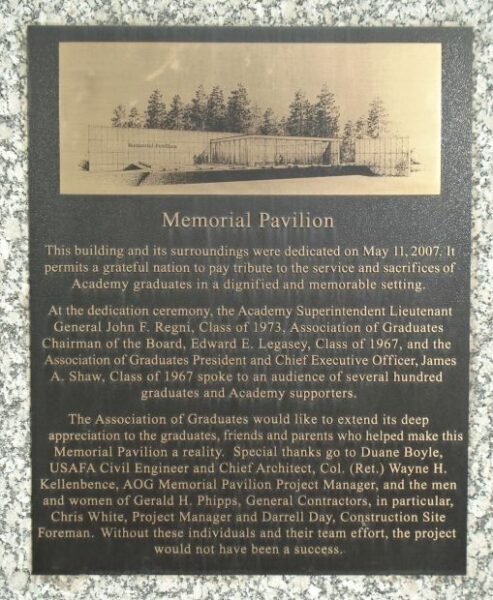 Memorial Pavilion
Memorial Pavilion
This building and its surroundings were dedicated on May 11, 2007. It
permits a grateful nation to pay tribute to the service and sacrifices of
Academy graduates in a dignified and memorable setting.
At the dedication ceremony, the Academy Superintendent Lieutenant
General John F. Regni, Class of 1973, Association of Graduates
Chairman of the Board, Edward E. Legasey, Class of 1967, and the
Association of Graduates President and Chief Executive Officer, James
A. Shaw, Class of 1967 spoke to an audience of several hundred
graduates and Academy supporters.
The Association of Graduates would like to extend its deep
appreciation to the graduates, friends and parents who helped make this
Memorial Pavilion a reality. Special thanks go to Duane Boyle,
USAFA Civil Engineer and Chief Architect, Col. (Ret.) Wayne H.
Kellenbence, AOG Memorial Pavilion Project Manager, and the men
and women of Gerald H. Phipps, General Contractors, in particular,
Chris White, Project Manager and Darrell Day, Construction Site
Foreman. Without these individuals and their team effort, the project
would not have been a success.